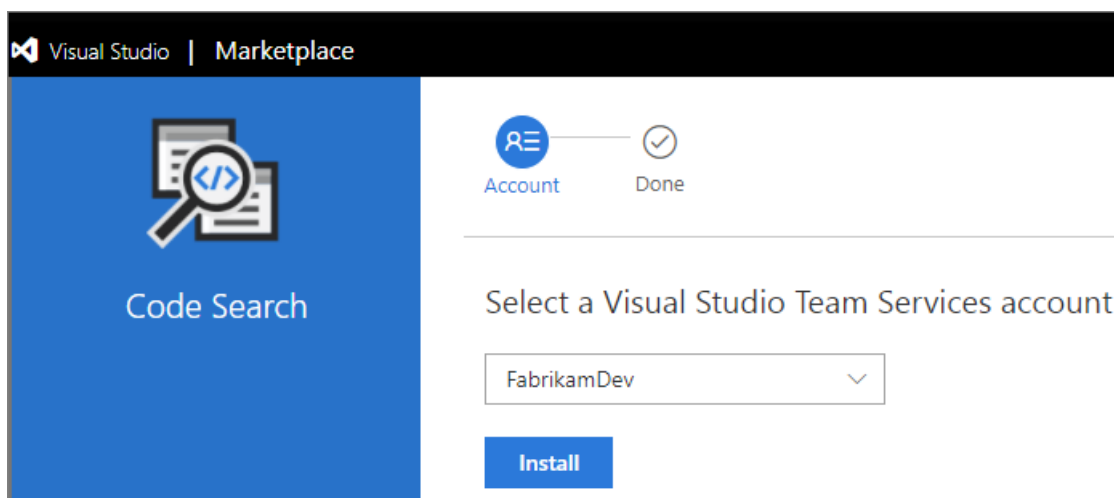 Visual Studio | Marketplace
</>
Code Search
Account
Done
Select a Visual Studio Team Services account
FabrikamDev
Install